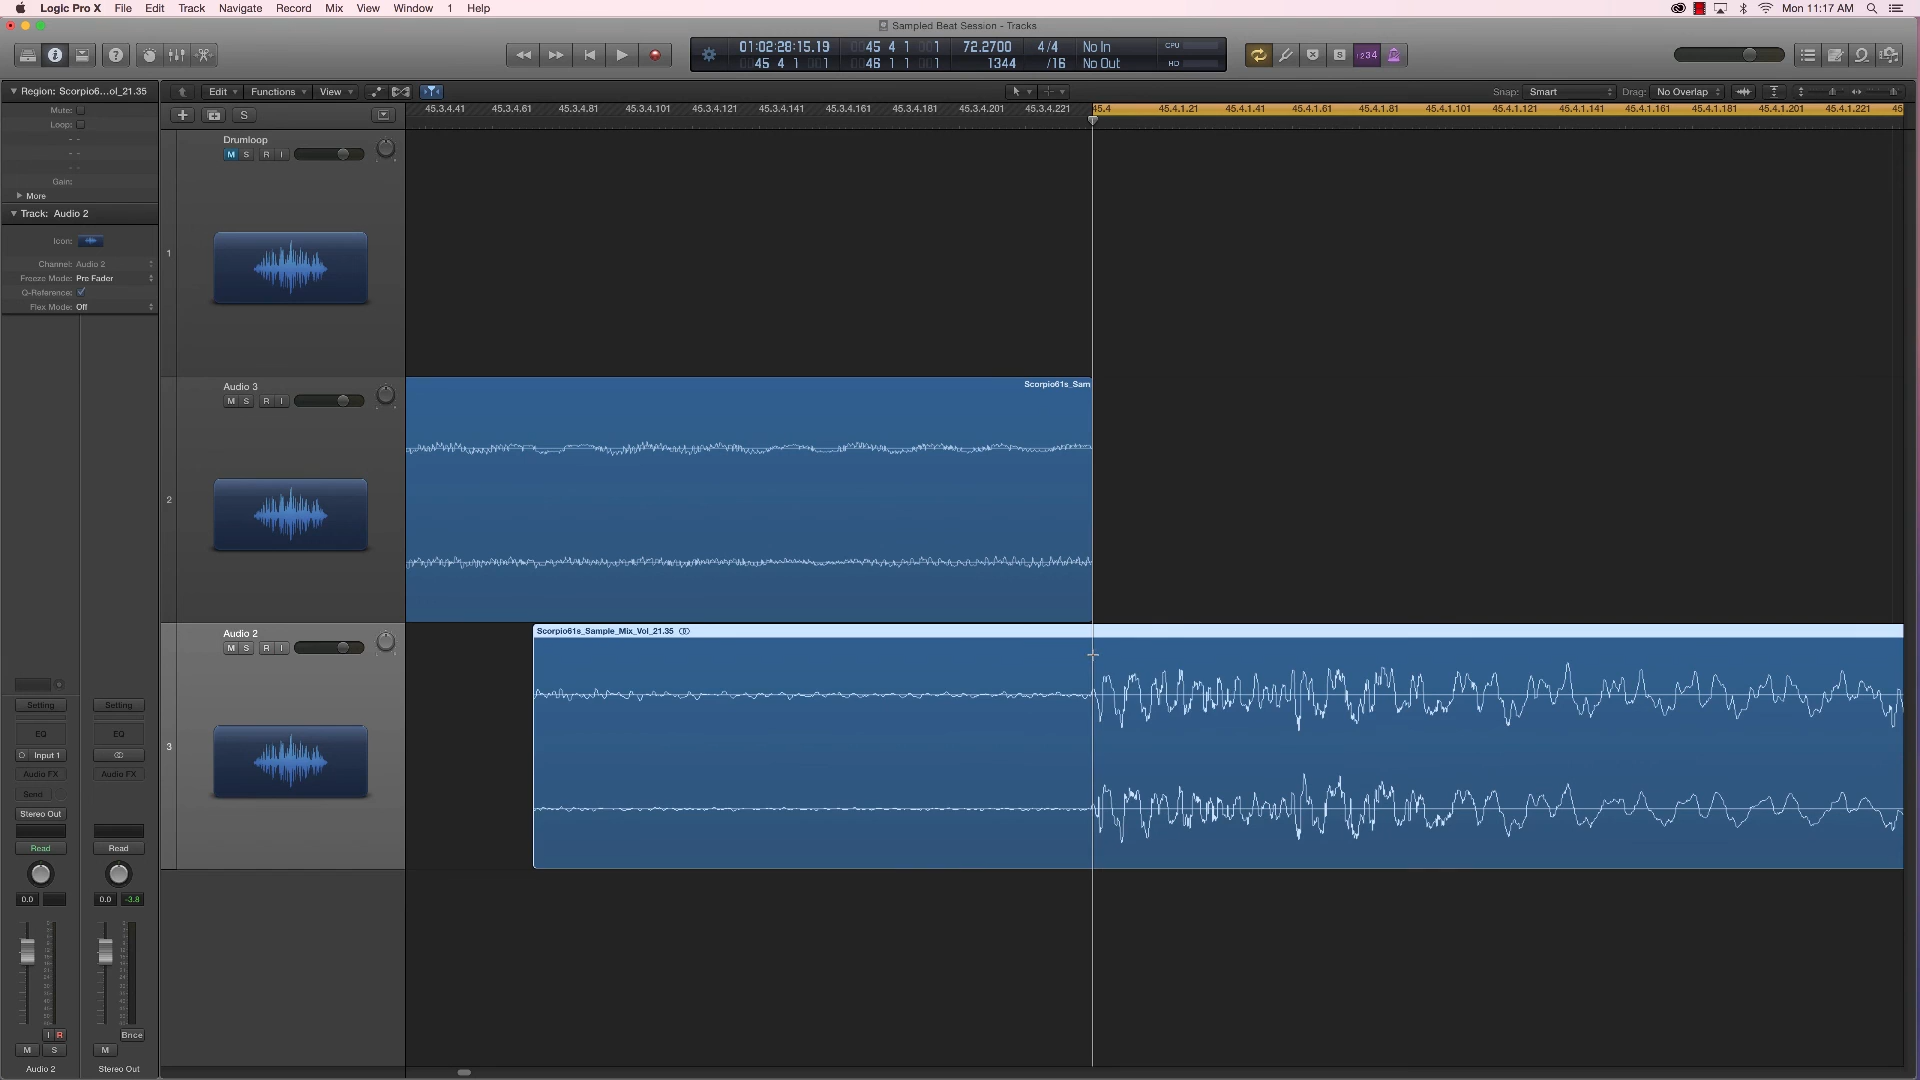 Logic Pro X File Edit Track Navigate Record Mix View Window 1 Help Mon 11:17 AM
Sampled Beat Session - Tracks
01:02:28:15.19 45 4 1 1 72.2700 4/4 No In CPU
45 4 1 1 46 1 1 1 1344 /16 No Out HD
1234
Region: Scorpio6...ol_21.35 Edit Functions View Snap: Smart Drag: No Overlap
45.3.4.41 45.3.4.61 45.3.4.81 45.3.4.101 45.3.4.121 45.3.4.141 45.3.4.161 45.3.4.181 45.3.4.201 45.3.4.221 45.4 45.4.1.21 45.4.1.41 45.4.1.61 45.4.1.81 45.4.1.101 45.4.1.121 45.4.1.141 45.4.1.161 45.4.1.181 45.4.1.201 45.4.1.221 45
Mute:
Loop:
S
Gain:
More
Track: Audio 2
Icon:
Channel: Audio 2
Freeze Mode: Pre Fader
Q-Reference:
Flex Mode: Off
1
Drumloop
M S R I
2
Audio 3
M S R I
Scorpio61s_Sam
3
Audio 2
M S R I
Scorpio61s_Sample_Mix_Vol_21.35
Setting Setting
EQ EQ
Input 1
Audio FX Audio FX
Send
Stereo Out
Read Read
0.0 0.0 -3.8
I R Bnce
M S M
Audio 2 Stereo Out